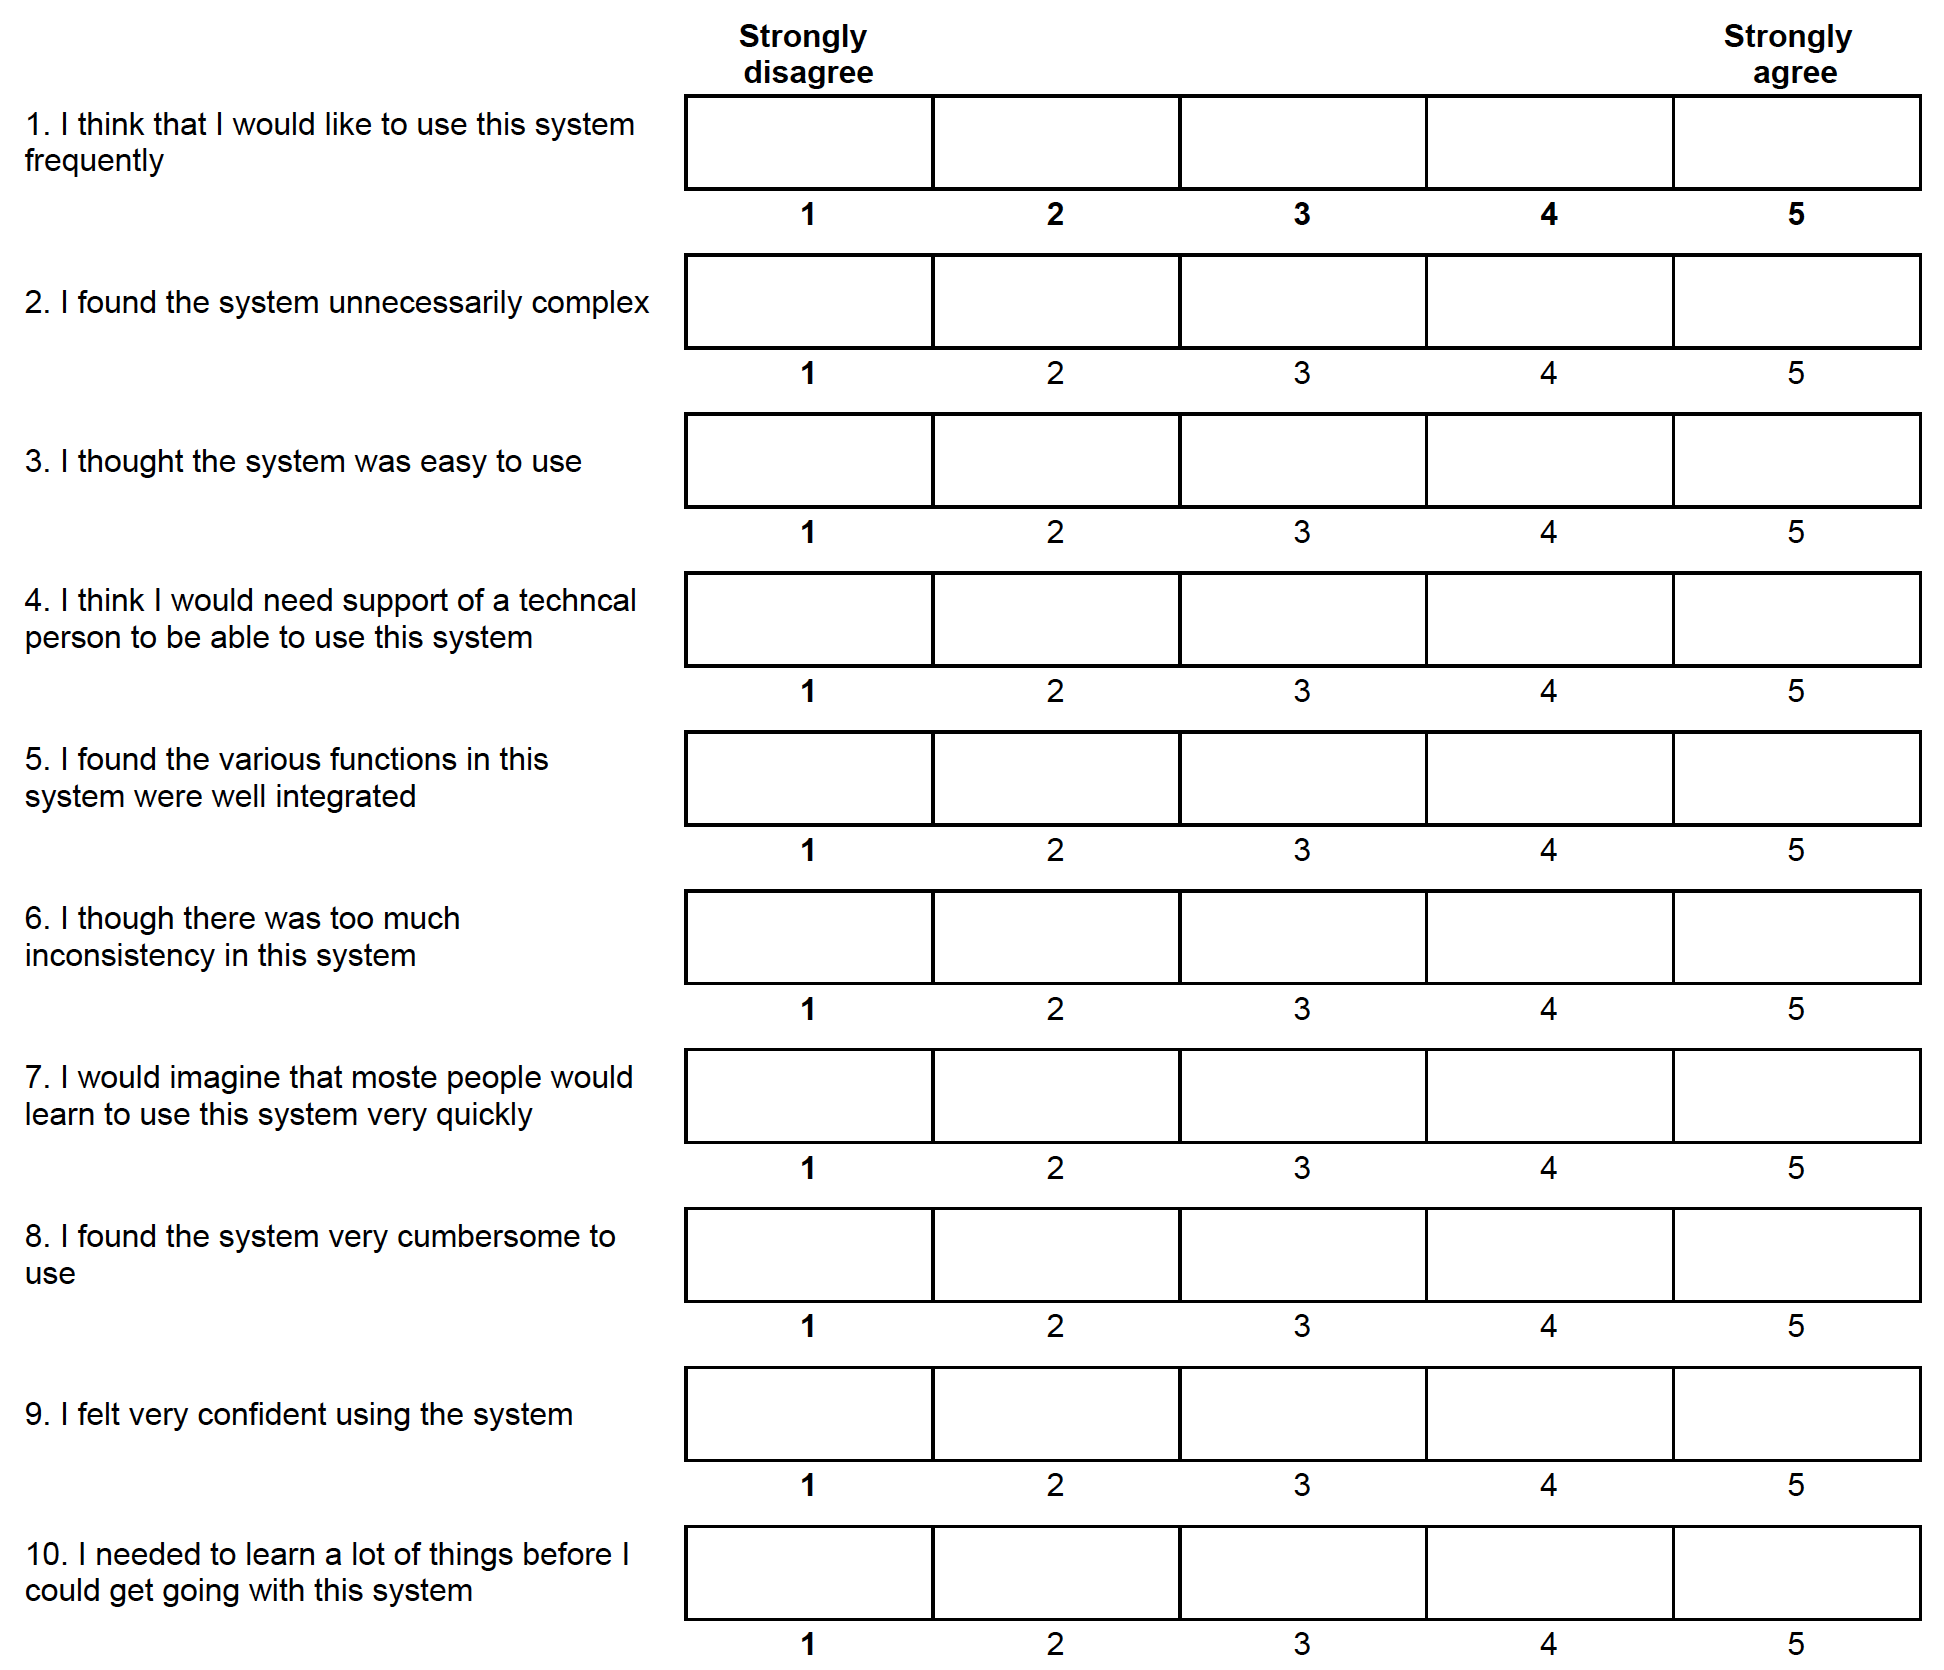 Strongly disagree
Strongly agree
1. I think that I would like to use this system
frequently
1 2 3 4 5
2. I found the system unnecessarily complex
1 2 3 4 5
3. I thought the system was easy to use
1 2 3 4 5
4. I think I would need support of a techncal
person to be able to use this system
1 2 3 4 5
5. I found the various functions in this
system were well integrated
1 2 3 4 5
6. I though there was too much
inconsistency in this system
1 2 3 4 5
7. I would imagine that moste people would
learn to use this system very quickly
1 2 3 4 5
8. I found the system very cumbersome to
use
1 2 3 4 5
9. I felt very confident using the system
1 2 3 4 5
10. I needed to learn a lot of things before I
could get going with this system
1 2 3 4 5